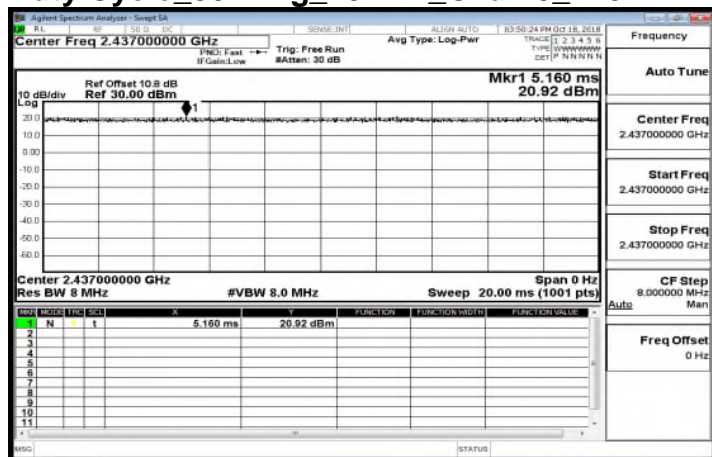 Agilent Spectrum Analyzer - Swept SA
RL RF 50 Ω DC SENSE:INT ALIGN AUTO 03:50:24 PM Oct 18, 2018
Center Freq 2.437000000 GHz
PNO: Fast
IFGain:Low
Trig: Free Run
#Atten: 30 dB
Avg Type: Log-Pwr
TRACE 1 2 3 4 5 6
TYPE WWWWWW
DET P N N N N N
Frequency
Auto Tune
Ref Offset 10.8 dB
Ref 30.00 dBm
10 dB/div
Log
Mkr1 5.160 ms
20.92 dBm
1
20.0
10.0
0.00
-10.0
-20.0
-30.0
-40.0
-50.0
-60.0
Center Freq
2.437000000 GHz
Start Freq
2.437000000 GHz
Stop Freq
2.437000000 GHz
Center 2.437000000 GHz Span 0 Hz
Res BW 8 MHz #VBW 8.0 MHz Sweep 20.00 ms (1001 pts)
CF Step
8.000000 MHz
Auto Man
MKR MODE TRC SCL X Y FUNCTION FUNCTION WIDTH FUNCTION VALUE
1 N 1 t 5.160 ms 20.92 dBm
2
3
4
5
6
7
8
9
10
11
Freq Offset
0 Hz
MSG STATUS